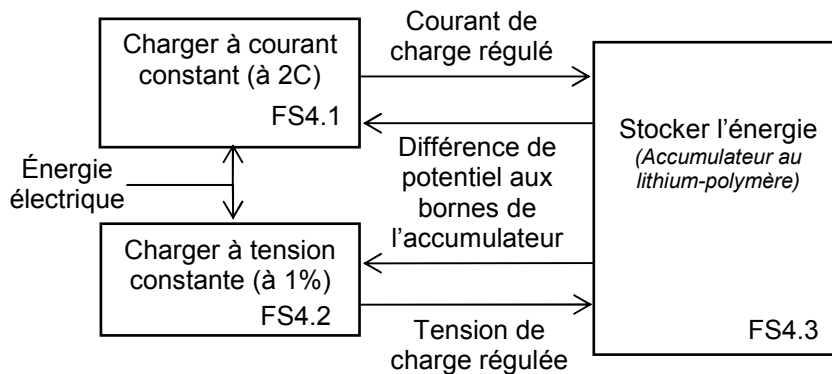 Charger à courant
constant (à 2C)
FS4.1
Courant de
charge régulé
Énergie
électrique
Différence de
potentiel aux
bornes de
l’accumulateur
Stocker l’énergie
(Accumulateur au
lithium-polymère)
FS4.3
Charger à tension
constante (à 1%)
FS4.2
Tension de
charge régulée